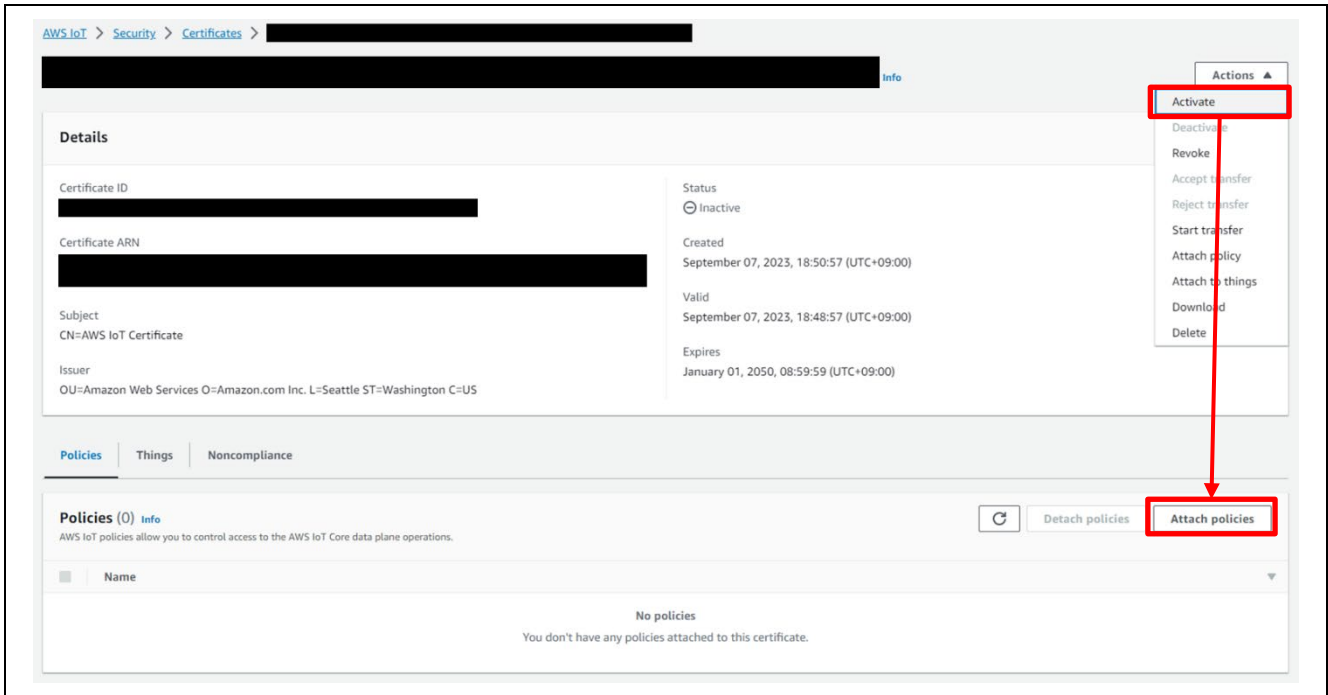 AWS IoT > Security > Certificates >
Info
Actions ▲
Activate
Deactivate
Revoke
Accept transfer
Reject transfer
Start transfer
Attach policy
Attach to things
Download
Delete
Details
Certificate ID
Certificate ARN
Subject
CN=AWS IoT Certificate
Issuer
OU=Amazon Web Services O=Amazon.com Inc. L=Seattle ST=Washington C=US
Status
Inactive
Created
September 07, 2023, 18:50:57 (UTC+09:00)
Valid
September 07, 2023, 18:48:57 (UTC+09:00)
Expires
January 01, 2050, 08:59:59 (UTC+09:00)
Policies Things Noncompliance
Policies (0) Info
AWS IoT policies allow you to control access to the AWS IoT Core data plane operations.
Detach policies
Attach policies
Name
No policies
You don't have any policies attached to this certificate.